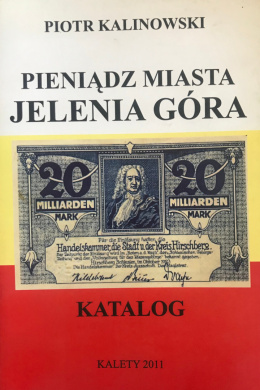 PIOTR KALINOWSKI
PIENIĄDZ MIASTA
JELENIA GÓRA
20 20
MILLIARDEN MILLIARDEN
MARK MARK
Handelskammer, die Stadt u. der Kreis Hirschberg.
KATALOG
KALETY 2011